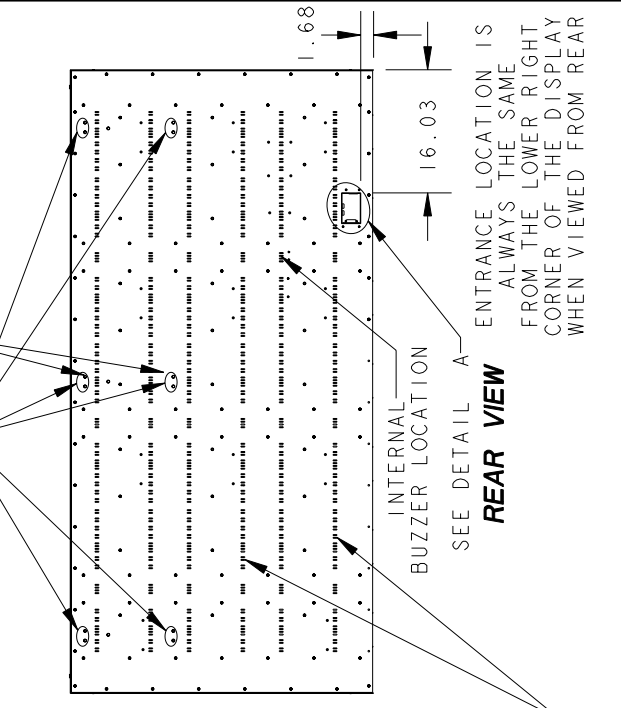 1.68
16.03
ENTRANCE LOCATION IS
ALWAYS THE SAME
FROM THE LOWER RIGHT
CORNER OF THE DISPLAY
WHEN VIEWED FROM REAR
INTERNAL
BUZZER LOCATION
SEE DETAIL A
REAR VIEW